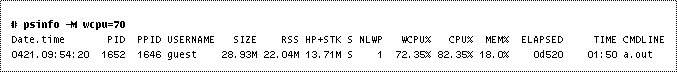 # psinfo -M wcpu=70
Date.time PID PPID USERNAME SIZE RSS HP+STK S NLWP WCPU% CPU% MEM% ELAPSED TIME CMDLINE
0421.09:54:20 1652 1646 guest 28.93M 22.04M 13.71M S 1 72.35% 82.35% 18.0% 0d520 01:50 a.out